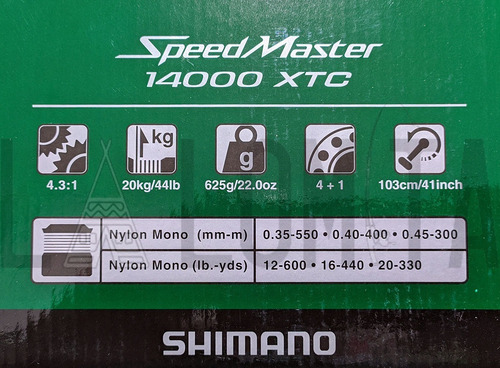 SpeedMaster
14000 XTC
kg
g
4.3:1
20kg/44lb
625g/22.0oz
4 + 1
103cm/41inch
Nylon Mono (mm-m) 0.35-550 • 0.40-400 • 0.45-300
Nylon Mono (lb.-yds) 12-600 • 16-440 • 20-330
LA LOMITA
SHIMANO